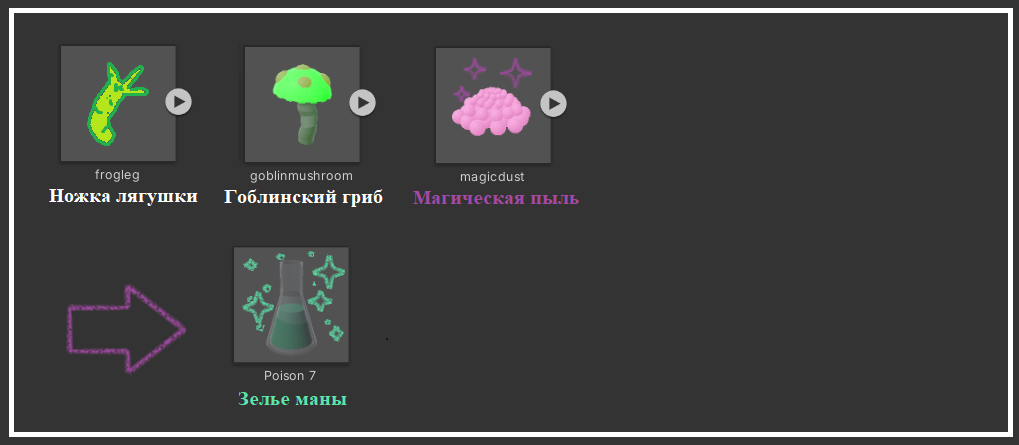 frogleg
goblinmushroom
magicdust
Ножка лягушки
Гоблинский гриб
Магическая пыль
Poison 7
Зелье маны